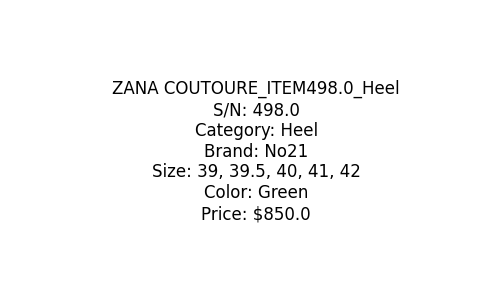 ZANA COUTOURE_ITEM498.0_Heel
S/N: 498.0
Category: Heel
Brand: No21
Size: 39, 39.5, 40, 41, 42
Color: Green
Price: $850.0